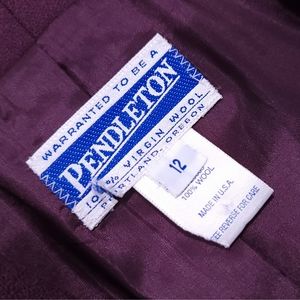 WARRANTED TO BE A
PENDLETON
100% VIRGIN WOOL
PORTLAND, OREGON
12
100% WOOL
MADE IN U.S.A.
SEE REVERSE FOR CARE